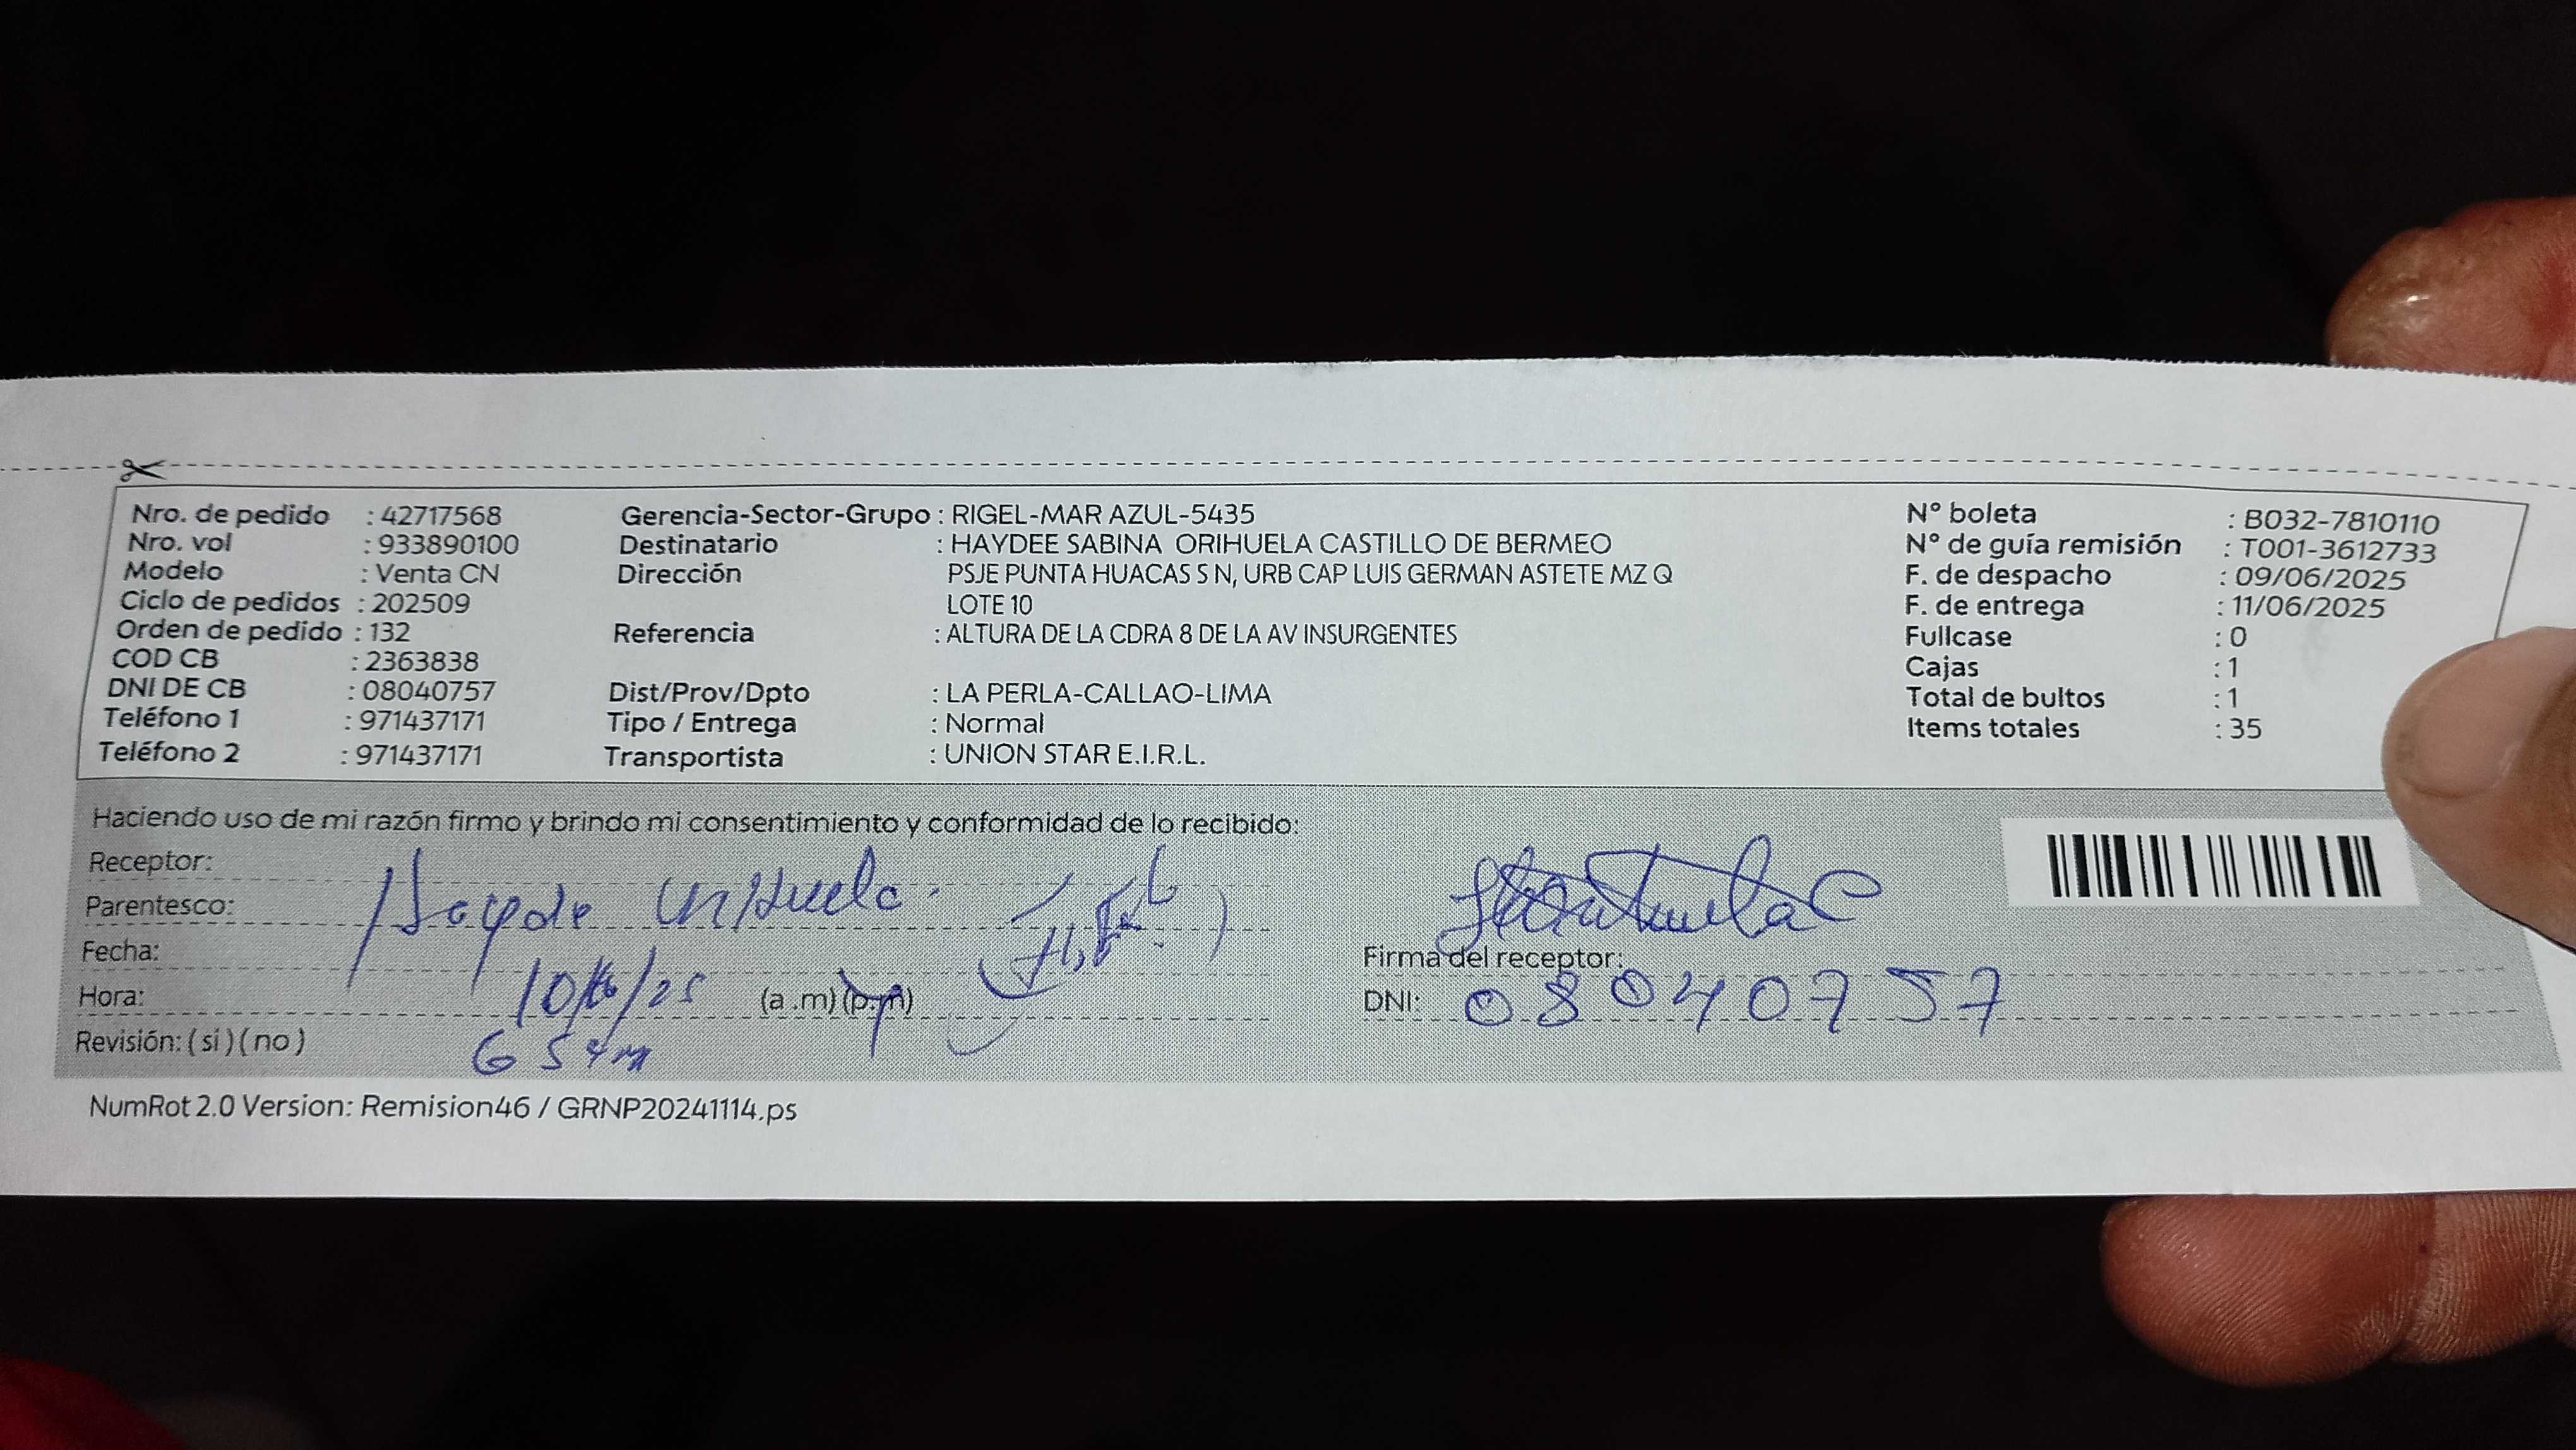 Nro. de pedido : 42717568
Nro. vol : 933890100
Modelo : Venta CN
Ciclo de pedidos : 202509
Orden de pedido : 132
COD CB : 2363838
DNI DE CB : 08040757
Teléfono 1 : 971437171
Teléfono 2 : 971437171
Gerencia-Sector-Grupo : RIGEL-MAR AZUL-5435
Destinatario : HAYDEE SABINA ORIHUELA CASTILLO DE BERMEO
Dirección PSJE PUNTA HUACAS S N, URB CAP LUIS GERMAN ASTETE MZ Q
LOTE 10
Referencia : ALTURA DE LA CDRA 8 DE LA AV INSURGENTES
Dist/Prov/Dpto : LA PERLA-CALLAO-LIMA
Tipo / Entrega : Normal
Transportista : UNION STAR E.I.R.L.
N° boleta : B032-7810110
N° de guía remisión : T001-3612733
F. de despacho : 09/06/2025
F. de entrega : 11/06/2025
Fullcase : 0
Cajas : 1
Total de bultos : 1
Items totales : 35
Haciendo uso de mi razón firmo y brindo mi consentimiento y conformidad de lo recibido:
Receptor:
Parentesco:
Fecha:
Hora: (a .m) (p.m)
Revisión: ( si ) ( no )
Firma del receptor:
DNI: 08040757
NumRot 2.0 Version: Remision46 / GRNP20241114.ps